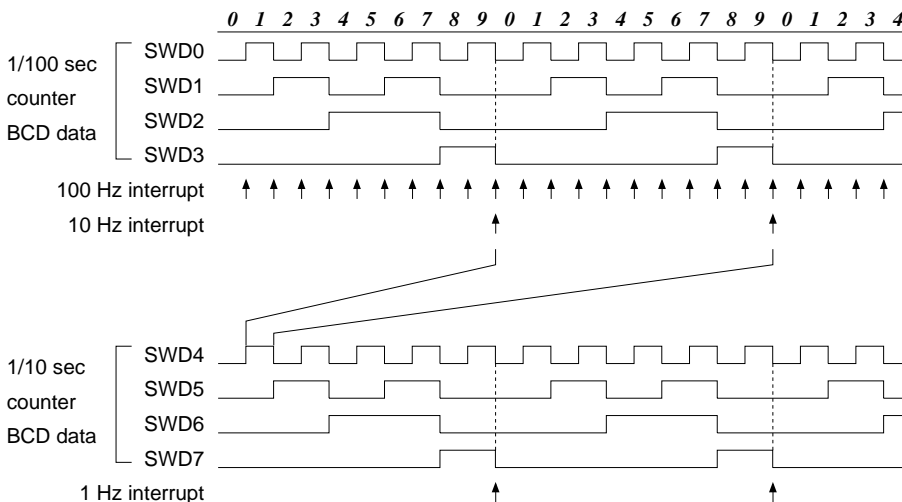 0 1 2 3 4 5 6 7 8 9 0 1 2 3 4 5 6 7 8 9 0 1 2 3 4
1/100 sec
counter
BCD data
SWD0
SWD1
SWD2
SWD3
100 Hz interrupt
10 Hz interrupt
1/10 sec
counter
BCD data
SWD4
SWD5
SWD6
SWD7
1 Hz interrupt